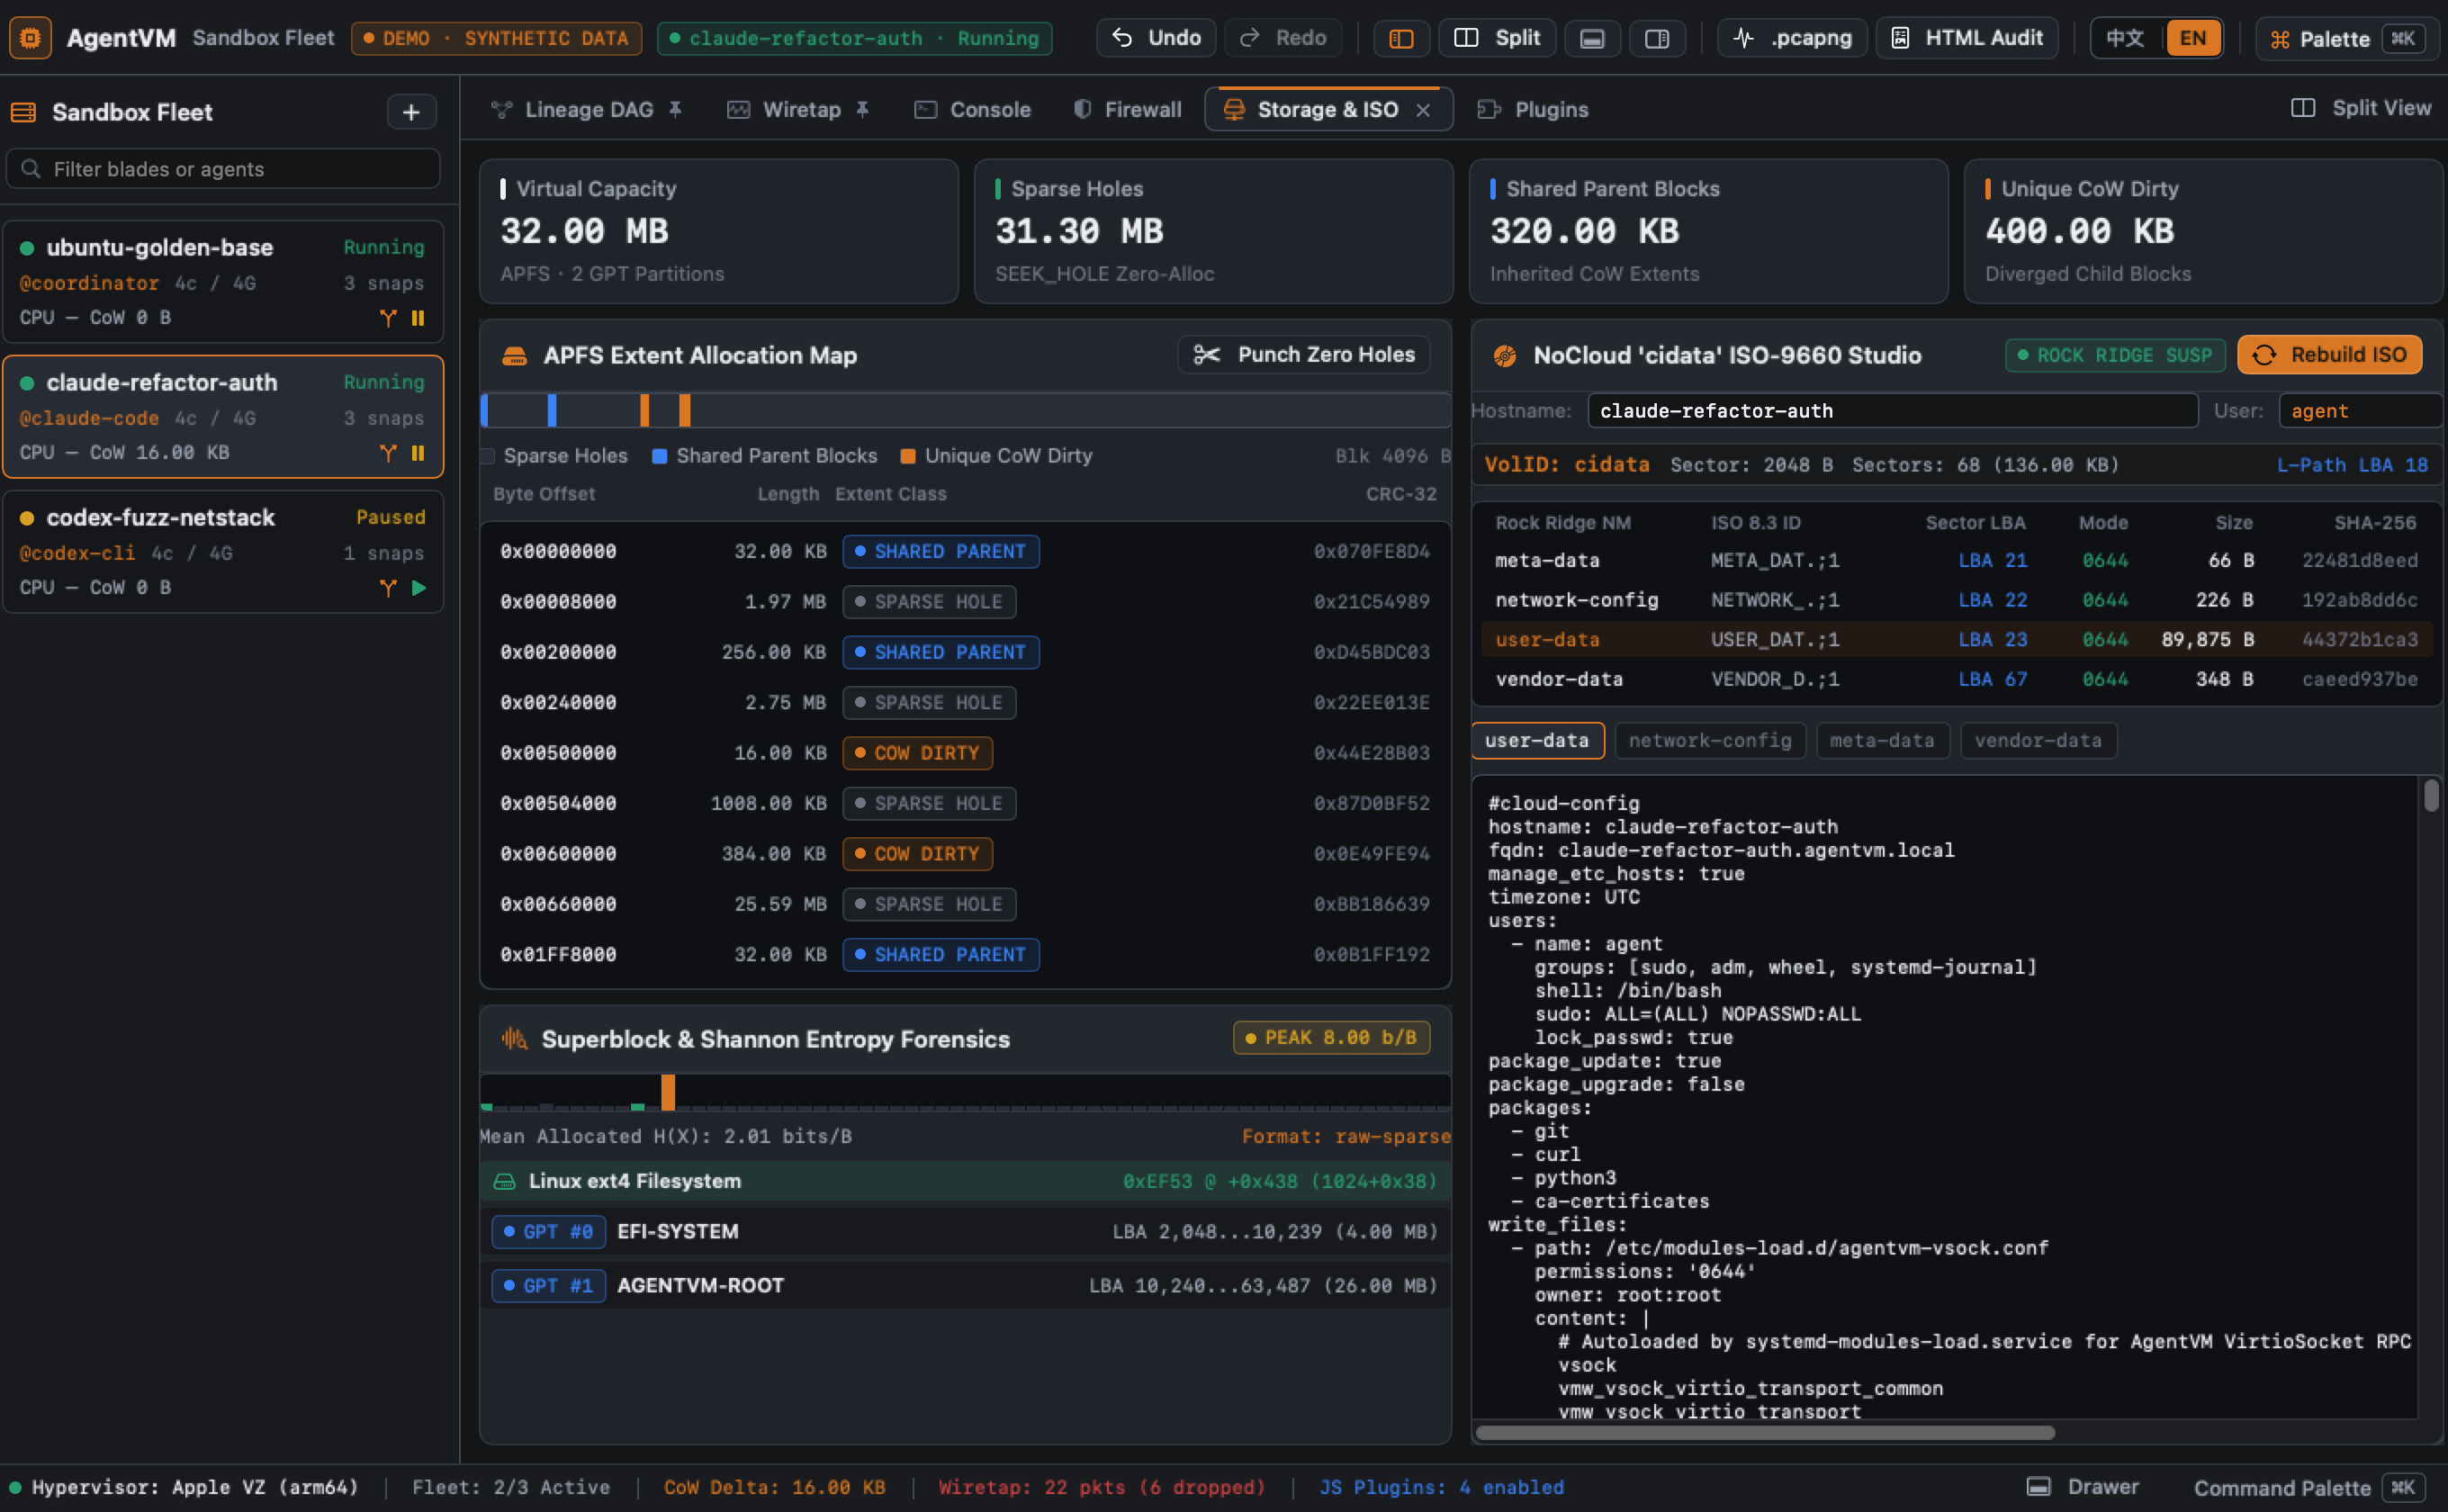 AgentVM Sandbox Fleet DEMO · SYNTHETIC DATA claude-refactor-auth · Running Undo Redo Split .pcapng HTML Audit 中文 EN Palette ⌘K
Sandbox Fleet +
Filter blades or agents
ubuntu-golden-base Running
@coordinator 4c / 4G 3 snaps
CPU — CoW 0 B
claude-refactor-auth Running
@claude-code 4c / 4G 3 snaps
CPU — CoW 16.00 KB
codex-fuzz-netstack Paused
@codex-cli 4c / 4G 1 snaps
CPU — CoW 0 B
Lineage DAG Wiretap Console Firewall Storage & ISO Plugins Split View
Virtual Capacity
32.00 MB
APFS · 2 GPT Partitions
Sparse Holes
31.30 MB
SEEK_HOLE Zero-Alloc
Shared Parent Blocks
320.00 KB
Inherited CoW Extents
Unique CoW Dirty
400.00 KB
Diverged Child Blocks
APFS Extent Allocation Map Punch Zero Holes
Sparse Holes Shared Parent Blocks Unique CoW Dirty Blk 4096 B
Byte Offset Length Extent Class CRC-32
0x00000000 32.00 KB SHARED PARENT 0x070FE8D4
0x00008000 1.97 MB SPARSE HOLE 0x21C54989
0x00200000 256.00 KB SHARED PARENT 0xD45BDC03
0x00240000 2.75 MB SPARSE HOLE 0x22EE013E
0x00500000 16.00 KB COW DIRTY 0x44E28B03
0x00504000 1008.00 KB SPARSE HOLE 0x87D0BF52
0x00600000 384.00 KB COW DIRTY 0x0E49FE94
0x00660000 25.59 MB SPARSE HOLE 0xBB186639
0x01FF8000 32.00 KB SHARED PARENT 0x0B1FF192
Superblock & Shannon Entropy Forensics PEAK 8.00 b/B
Mean Allocated H(X): 2.01 bits/B Format: raw-sparse
Linux ext4 Filesystem 0xEF53 @ +0x438 (1024+0x38)
GPT #0 EFI-SYSTEM LBA 2,048...10,239 (4.00 MB)
GPT #1 AGENTVM-ROOT LBA 10,240...63,487 (26.00 MB)
NoCloud 'cidata' ISO-9660 Studio ROCK RIDGE SUSP Rebuild ISO
Hostname: claude-refactor-auth User: agent
VolID: cidata Sector: 2048 B Sectors: 68 (136.00 KB) L-Path LBA 18
Rock Ridge NM ISO 8.3 ID Sector LBA Mode Size SHA-256
meta-data META_DAT.;1 LBA 21 0644 66 B 22481d8eed
network-config NETWORK_.;1 LBA 22 0644 226 B 192ab8dd6c
user-data USER_DAT.;1 LBA 23 0644 89,875 B 44372b1ca3
vendor-data VENDOR_D.;1 LBA 67 0644 348 B caeed937be
user-data network-config meta-data vendor-data
#cloud-config
hostname: claude-refactor-auth
fqdn: claude-refactor-auth.agentvm.local
manage_etc_hosts: true
timezone: UTC
users:
  - name: agent
    groups: [sudo, adm, wheel, systemd-journal]
    shell: /bin/bash
    sudo: ALL=(ALL) NOPASSWD:ALL
    lock_passwd: true
package_update: true
package_upgrade: false
packages:
  - git
  - curl
  - python3
  - ca-certificates
write_files:
  - path: /etc/modules-load.d/agentvm-vsock.conf
    permissions: '0644'
    owner: root:root
    content: |
      # Autoloaded by systemd-modules-load.service for AgentVM VirtioSocket RPC
      vsock
      vmw_vsock_virtio_transport_common
      vmw_vsock_virtio_transport
Hypervisor: Apple VZ (arm64) Fleet: 2/3 Active CoW Delta: 16.00 KB Wiretap: 22 pkts (6 dropped) JS Plugins: 4 enabled Drawer Command Palette ⌘K